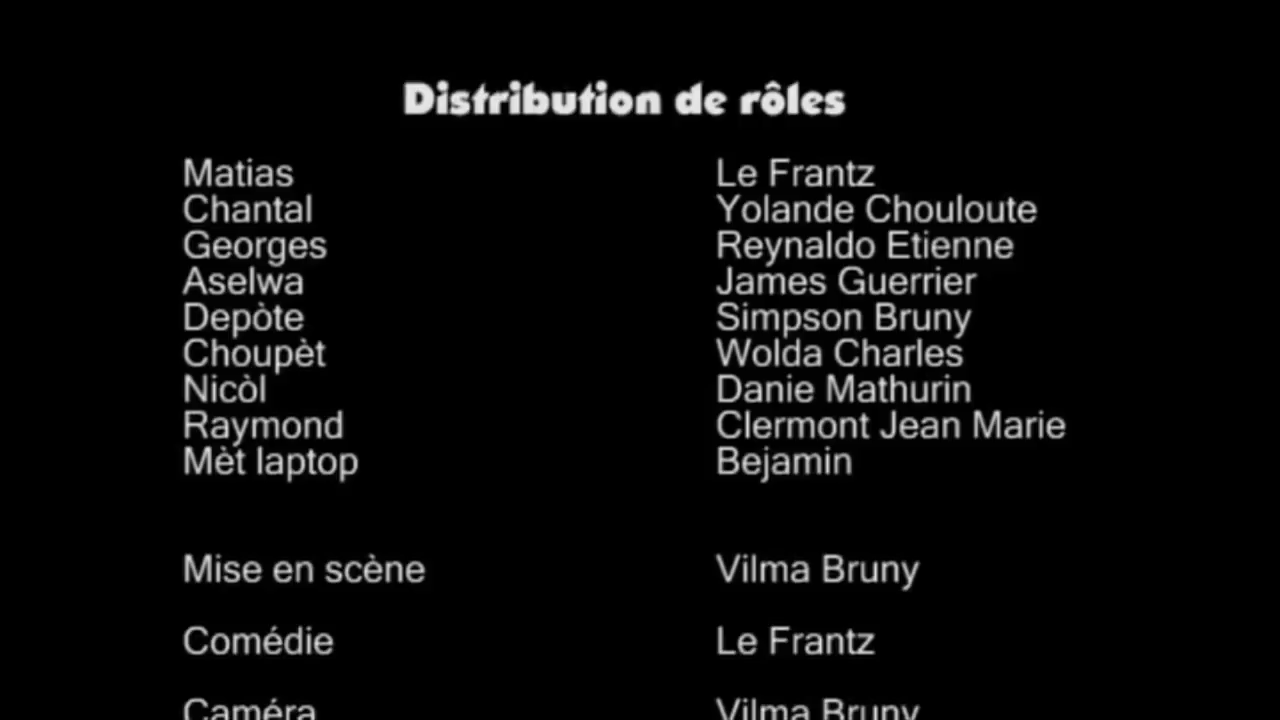 Distribution de rôles
Matias Le Frantz
Chantal Yolande Chouloute
Georges Reynaldo Etienne
Aselwa James Guerrier
Depòte Simpson Bruny
Choupèt Wolda Charles
Nicòl Danie Mathurin
Raymond Clermont Jean Marie
Mèt laptop Bejamin
Mise en scène Vilma Bruny
Comédie Le Frantz
Caméra Vilma Bruny